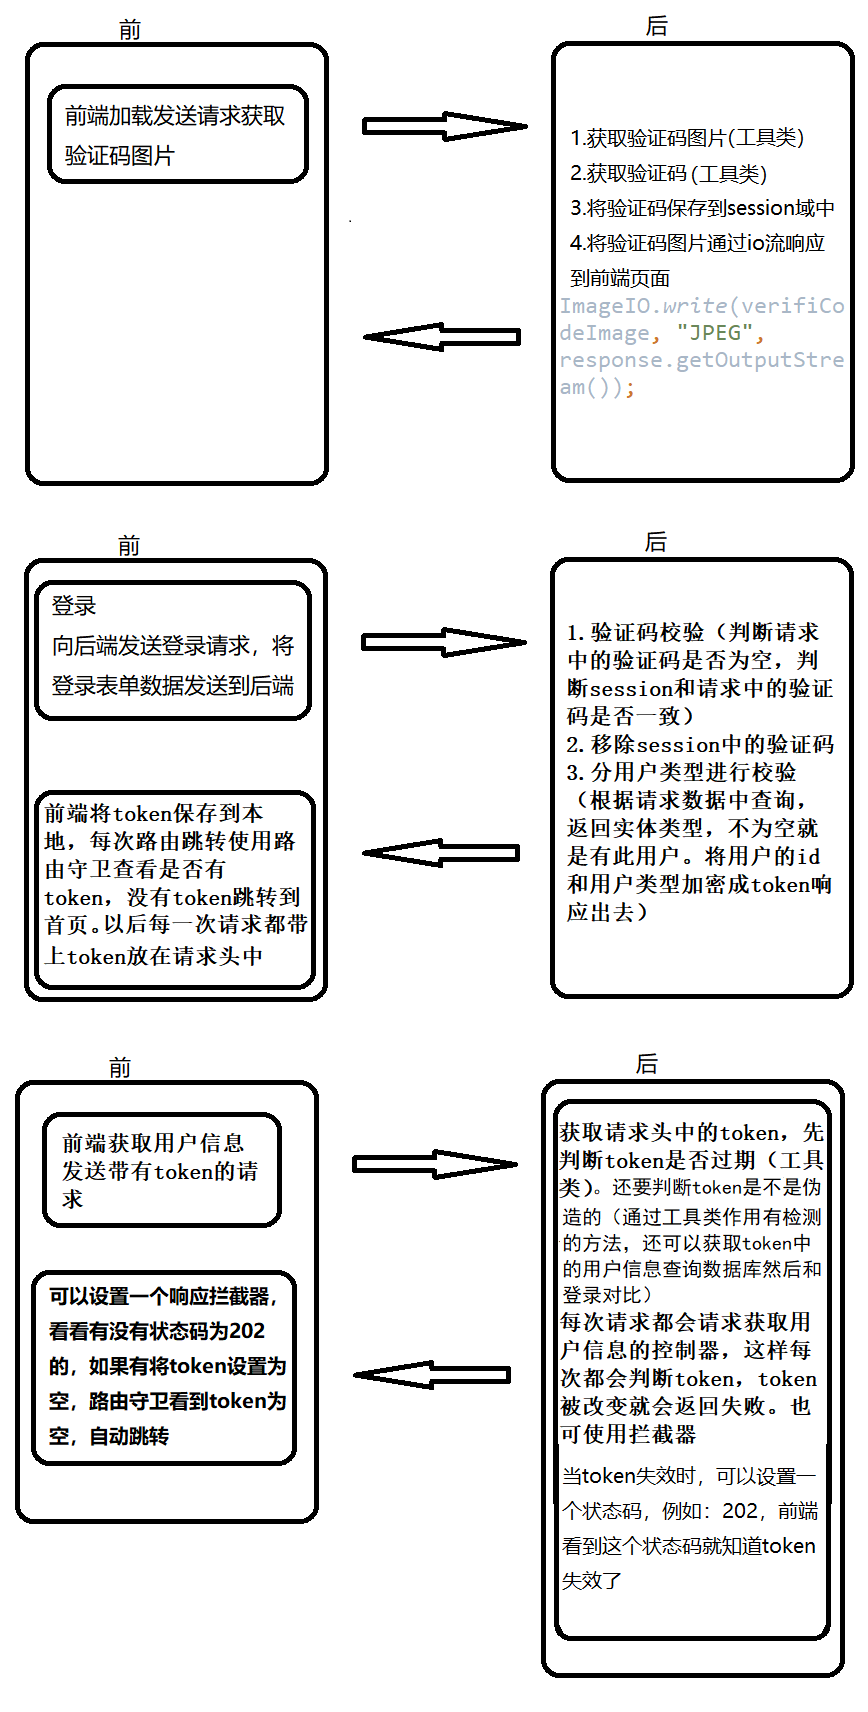 前
后
前端加载发送请求获取
验证码图片
1.获取验证码图片(工具类)
2.获取验证码(工具类)
3.将验证码保存到session域中
4.将验证码图片通过io流响应
到前端页面
ImageIO.write(verifiCo
deImage, "JPEG",
response.getOutputStre
am());
前
后
登录
向后端发送登录请求，将
登录表单数据发送到后端
前端将token保存到本
地，每次路由跳转使用路
由守卫查看是否有
token，没有token跳转到
首页。以后每一次请求都带
上token放在请求头中
1.验证码校验（判断请求
中的验证码是否为空，判
断session和请求中的验证
码是否一致）
2.移除session中的验证码
3.分用户类型进行校验
（根据请求数据中查询，
返回实体类型，不为空就
是有此用户。将用户的id
和用户类型加密成token响
应出去）
前
后
前端获取用户信息
发送带有token的请
求
可以设置一个响应拦截器，
看看有没有状态码为202
的，如果有将token设置为
空，路由守卫看到token为
空，自动跳转
获取请求头中的token，先
判断token是否过期（工具
类）。还要判断token是不是伪
造的（通过工具类作用有检测
的方法，还可以获取token中
的用户信息查询数据库然后和
登录对比）
每次请求都会请求获取用
户信息的控制器，这样每
次都会判断token，token
被改变就会返回失败。也
可使用拦截器
当token失效时，可以设置一
个状态码，例如：202，前端
看到这个状态码就知道token
失效了